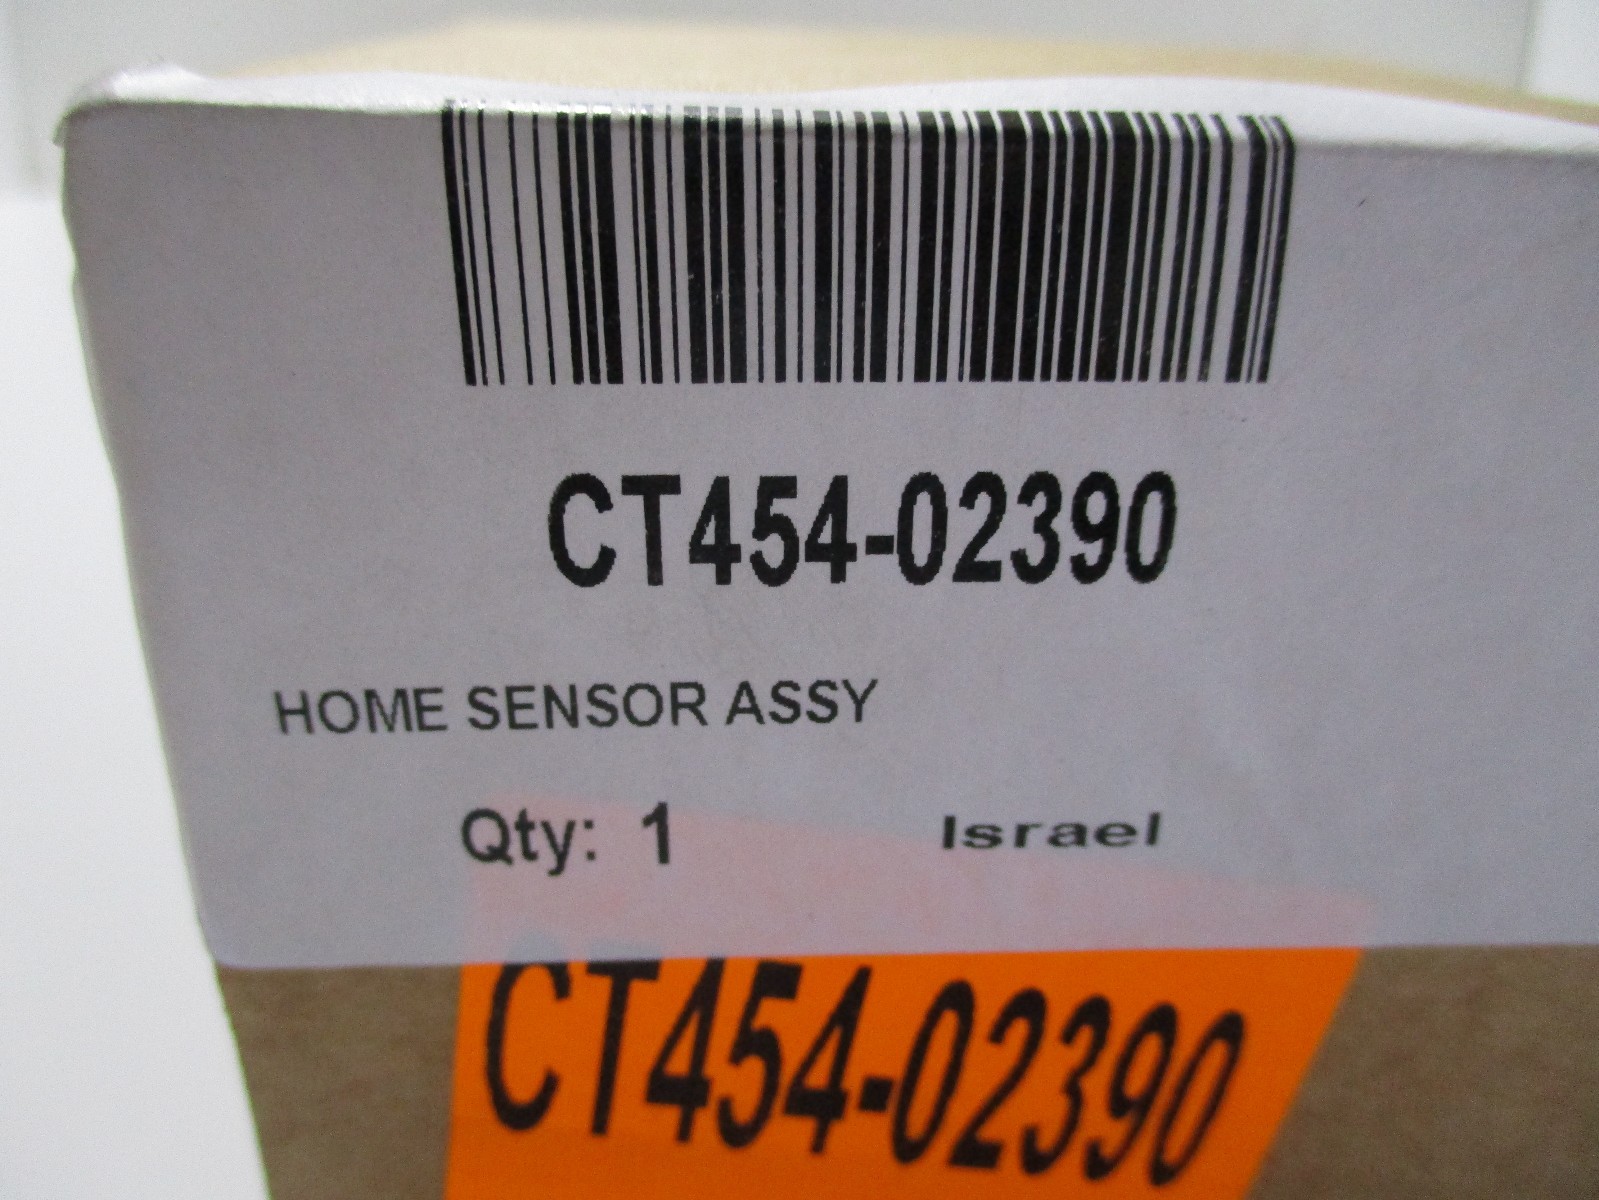 CT454-02390
HOME SENSOR ASSY
Qty: 1 Israel
CT454-02390